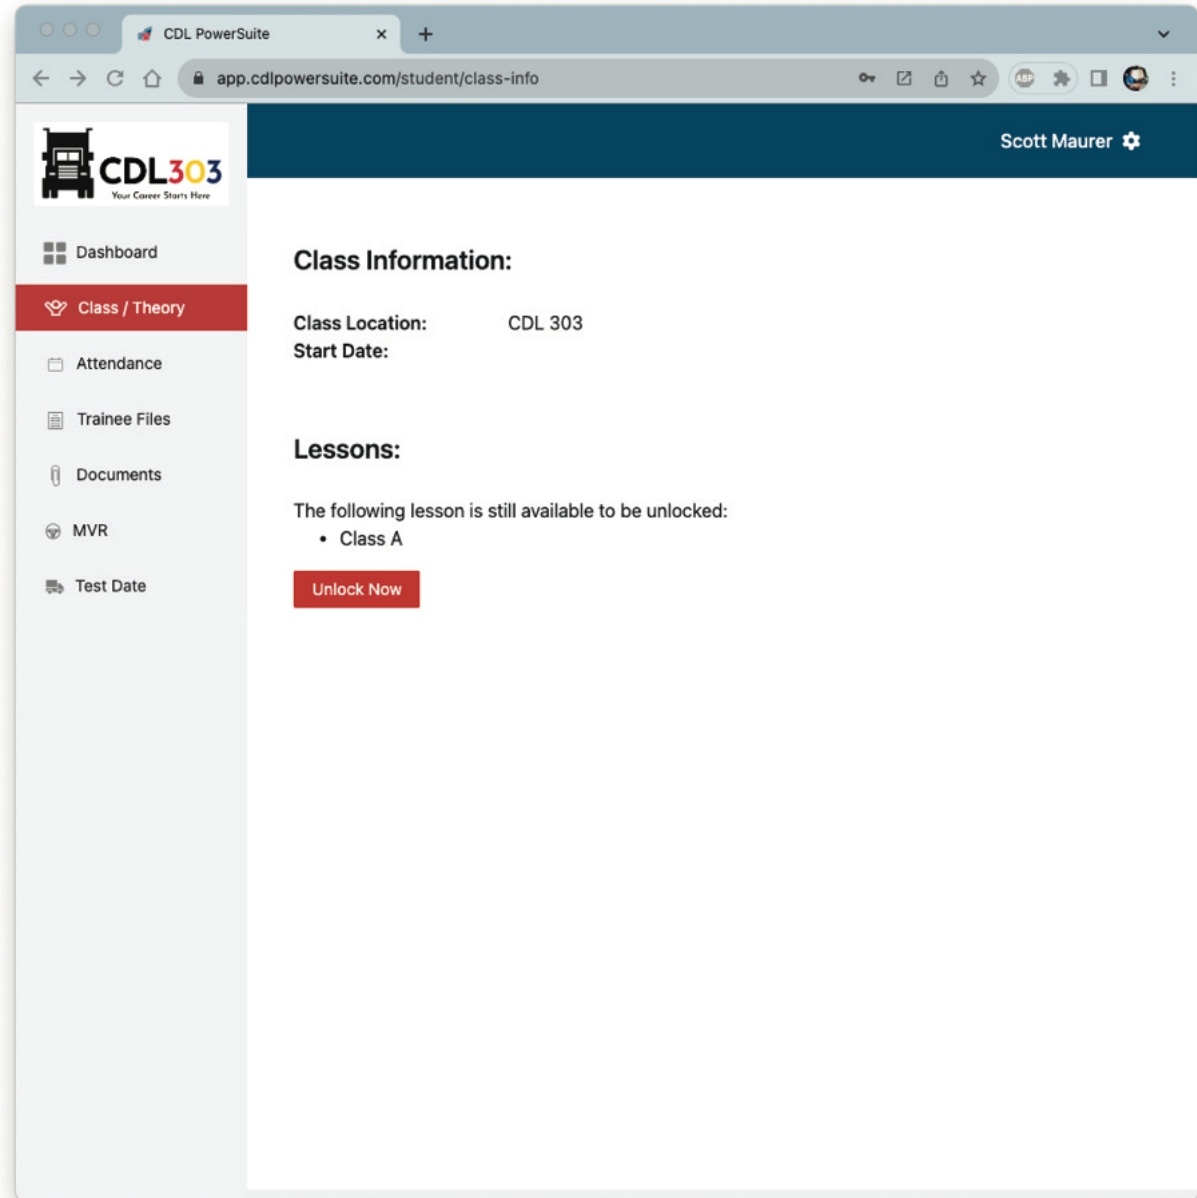 CDL PowerSuite
app.cdlpowersuite.com/student/class-info
ABP
CDL303
Your Career Starts Here
Scott Maurer
Dashboard
Class / Theory
Attendance
Trainee Files
Documents
MVR
Test Date
Class Information:
Class Location: CDL 303
Start Date:
Lessons:
The following lesson is still available to be unlocked:
• Class A
Unlock Now